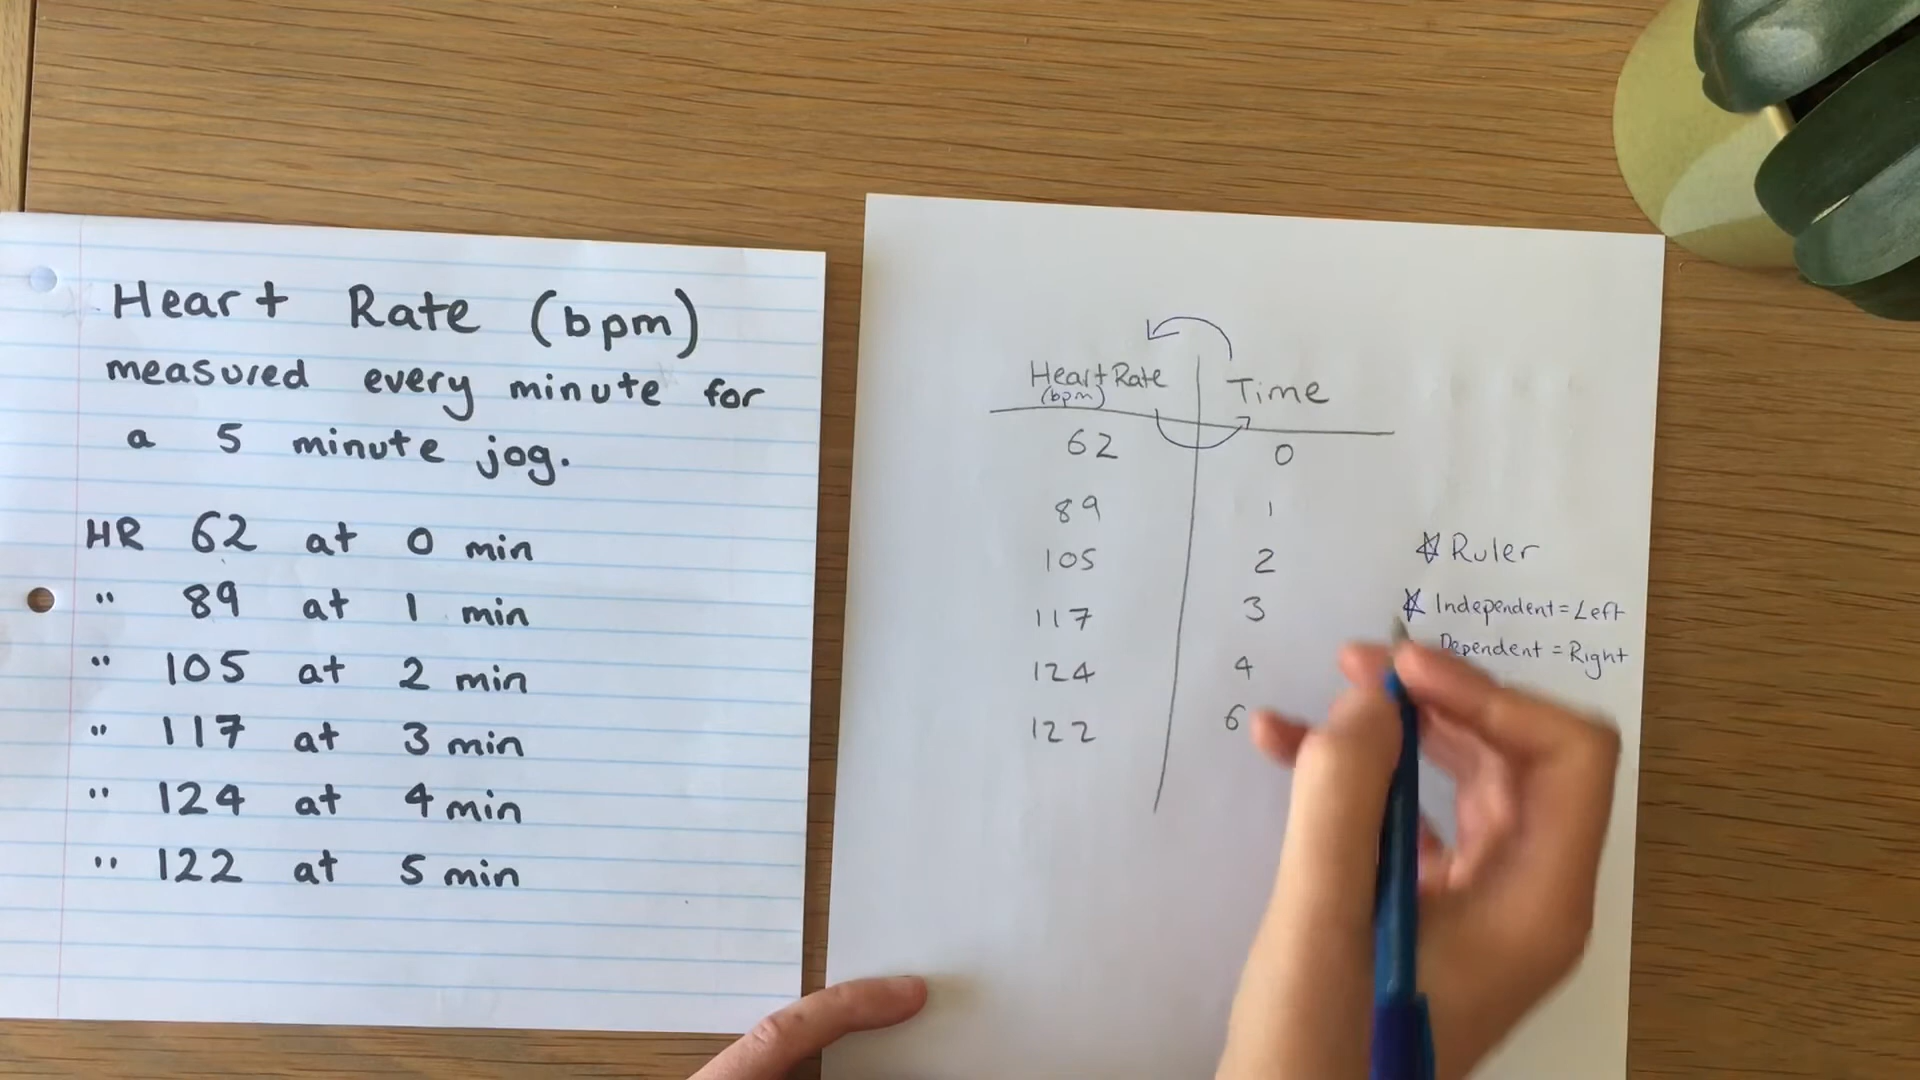 Heart Rate (bpm)
measured every minute for
a 5 minute jog.
HR 62 at 0 min
" 89 at 1 min
" 105 at 2 min
" 117 at 3 min
" 124 at 4 min
" 122 at 5 min
Heart Rate Time
(bpm)
62 0
89 1
105 2
117 3
124 4
122 6
Ruler
Independent = Left
Dependent = Right